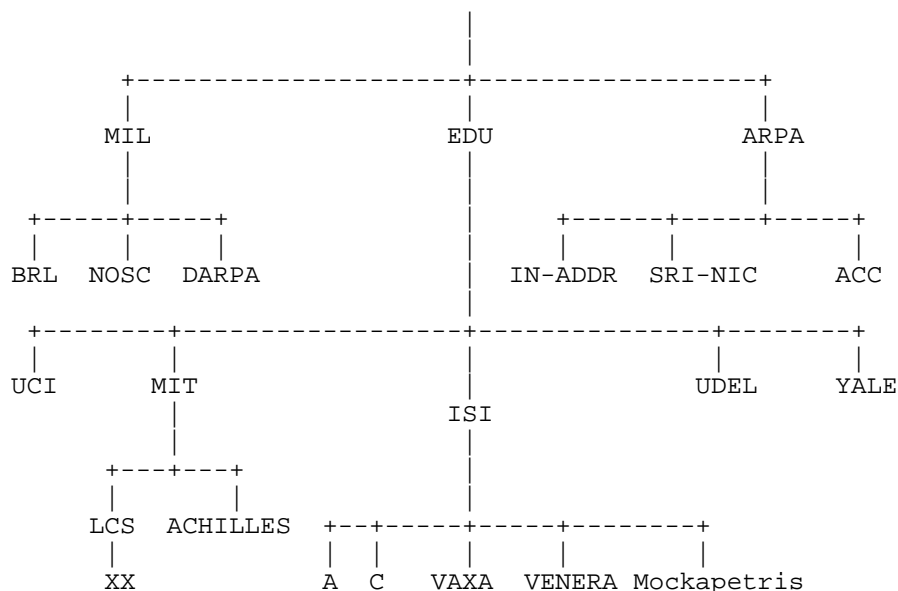 MIL EDU ARPA
BRL NOSC DARPA IN-ADDR SRI-NIC ACC
UCI MIT UDEL YALE
ISI
LCS ACHILLES
XX A C VAXA VENERA Mockapetris